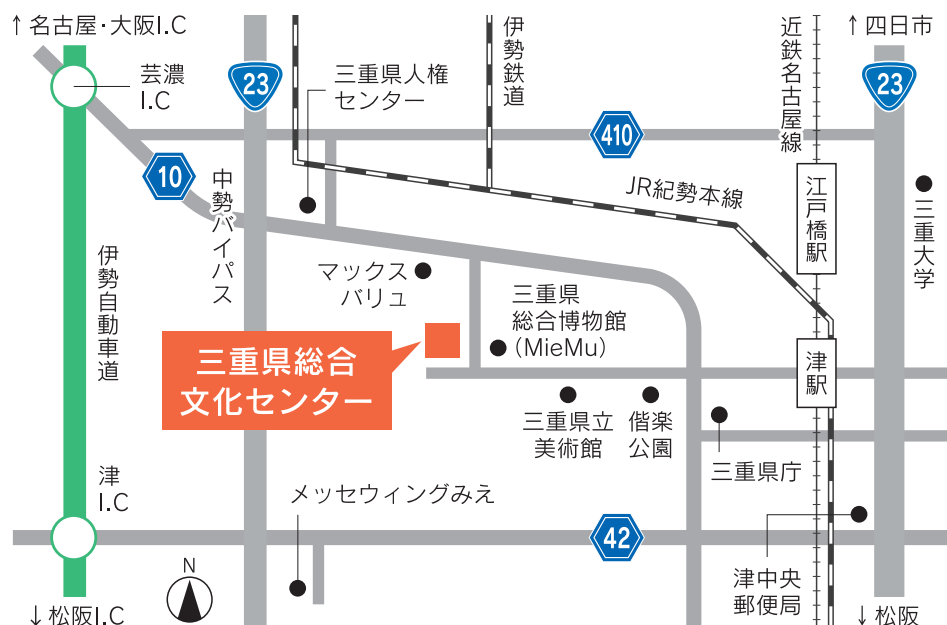 ↑名古屋・大阪I.C
芸濃
I.C
23
三重県人権
センター
伊勢鉄道
近鉄名古屋線
↑四日市
23
410
10
中勢バイパス
JR紀勢本線
江戸橋駅
三重大学
伊勢自動車道
マックス
バリュ
三重県
総合博物館
(MieMu)
三重県総合
文化センター
津駅
三重県立
美術館
偕楽
公園
三重県庁
津
I.C
メッセウィングみえ
42
津中央
郵便局
N
↓松阪I.C
↓松阪